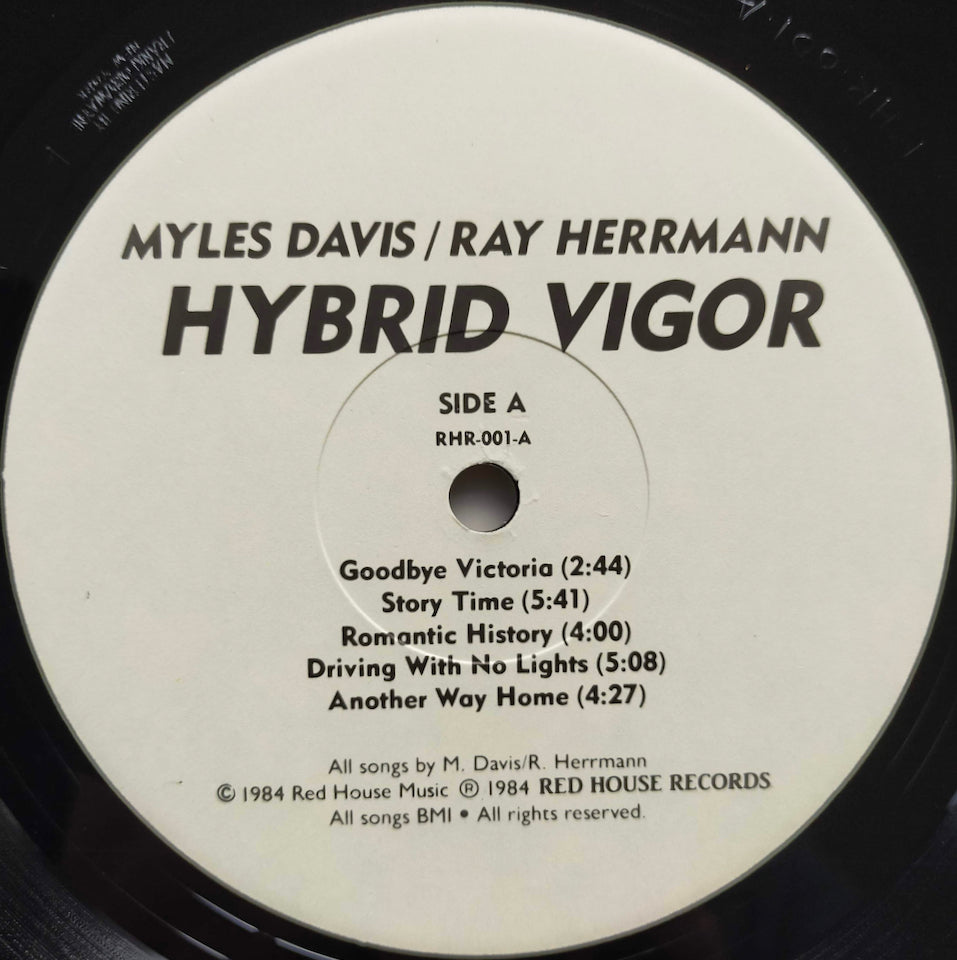 MYLES DAVIS / RAY HERRMANN
HYBRID VIGOR
SIDE A
RHR-001-A
Goodbye Victoria (2:44)
Story Time (5:41)
Romantic History (4:00)
Driving With No Lights (5:08)
Another Way Home (4:27)
All songs by M. Davis/R. Herrmann
© 1984 Red House Music ® 1984 RED HOUSE RECORDS
All songs BMI • All rights reserved.